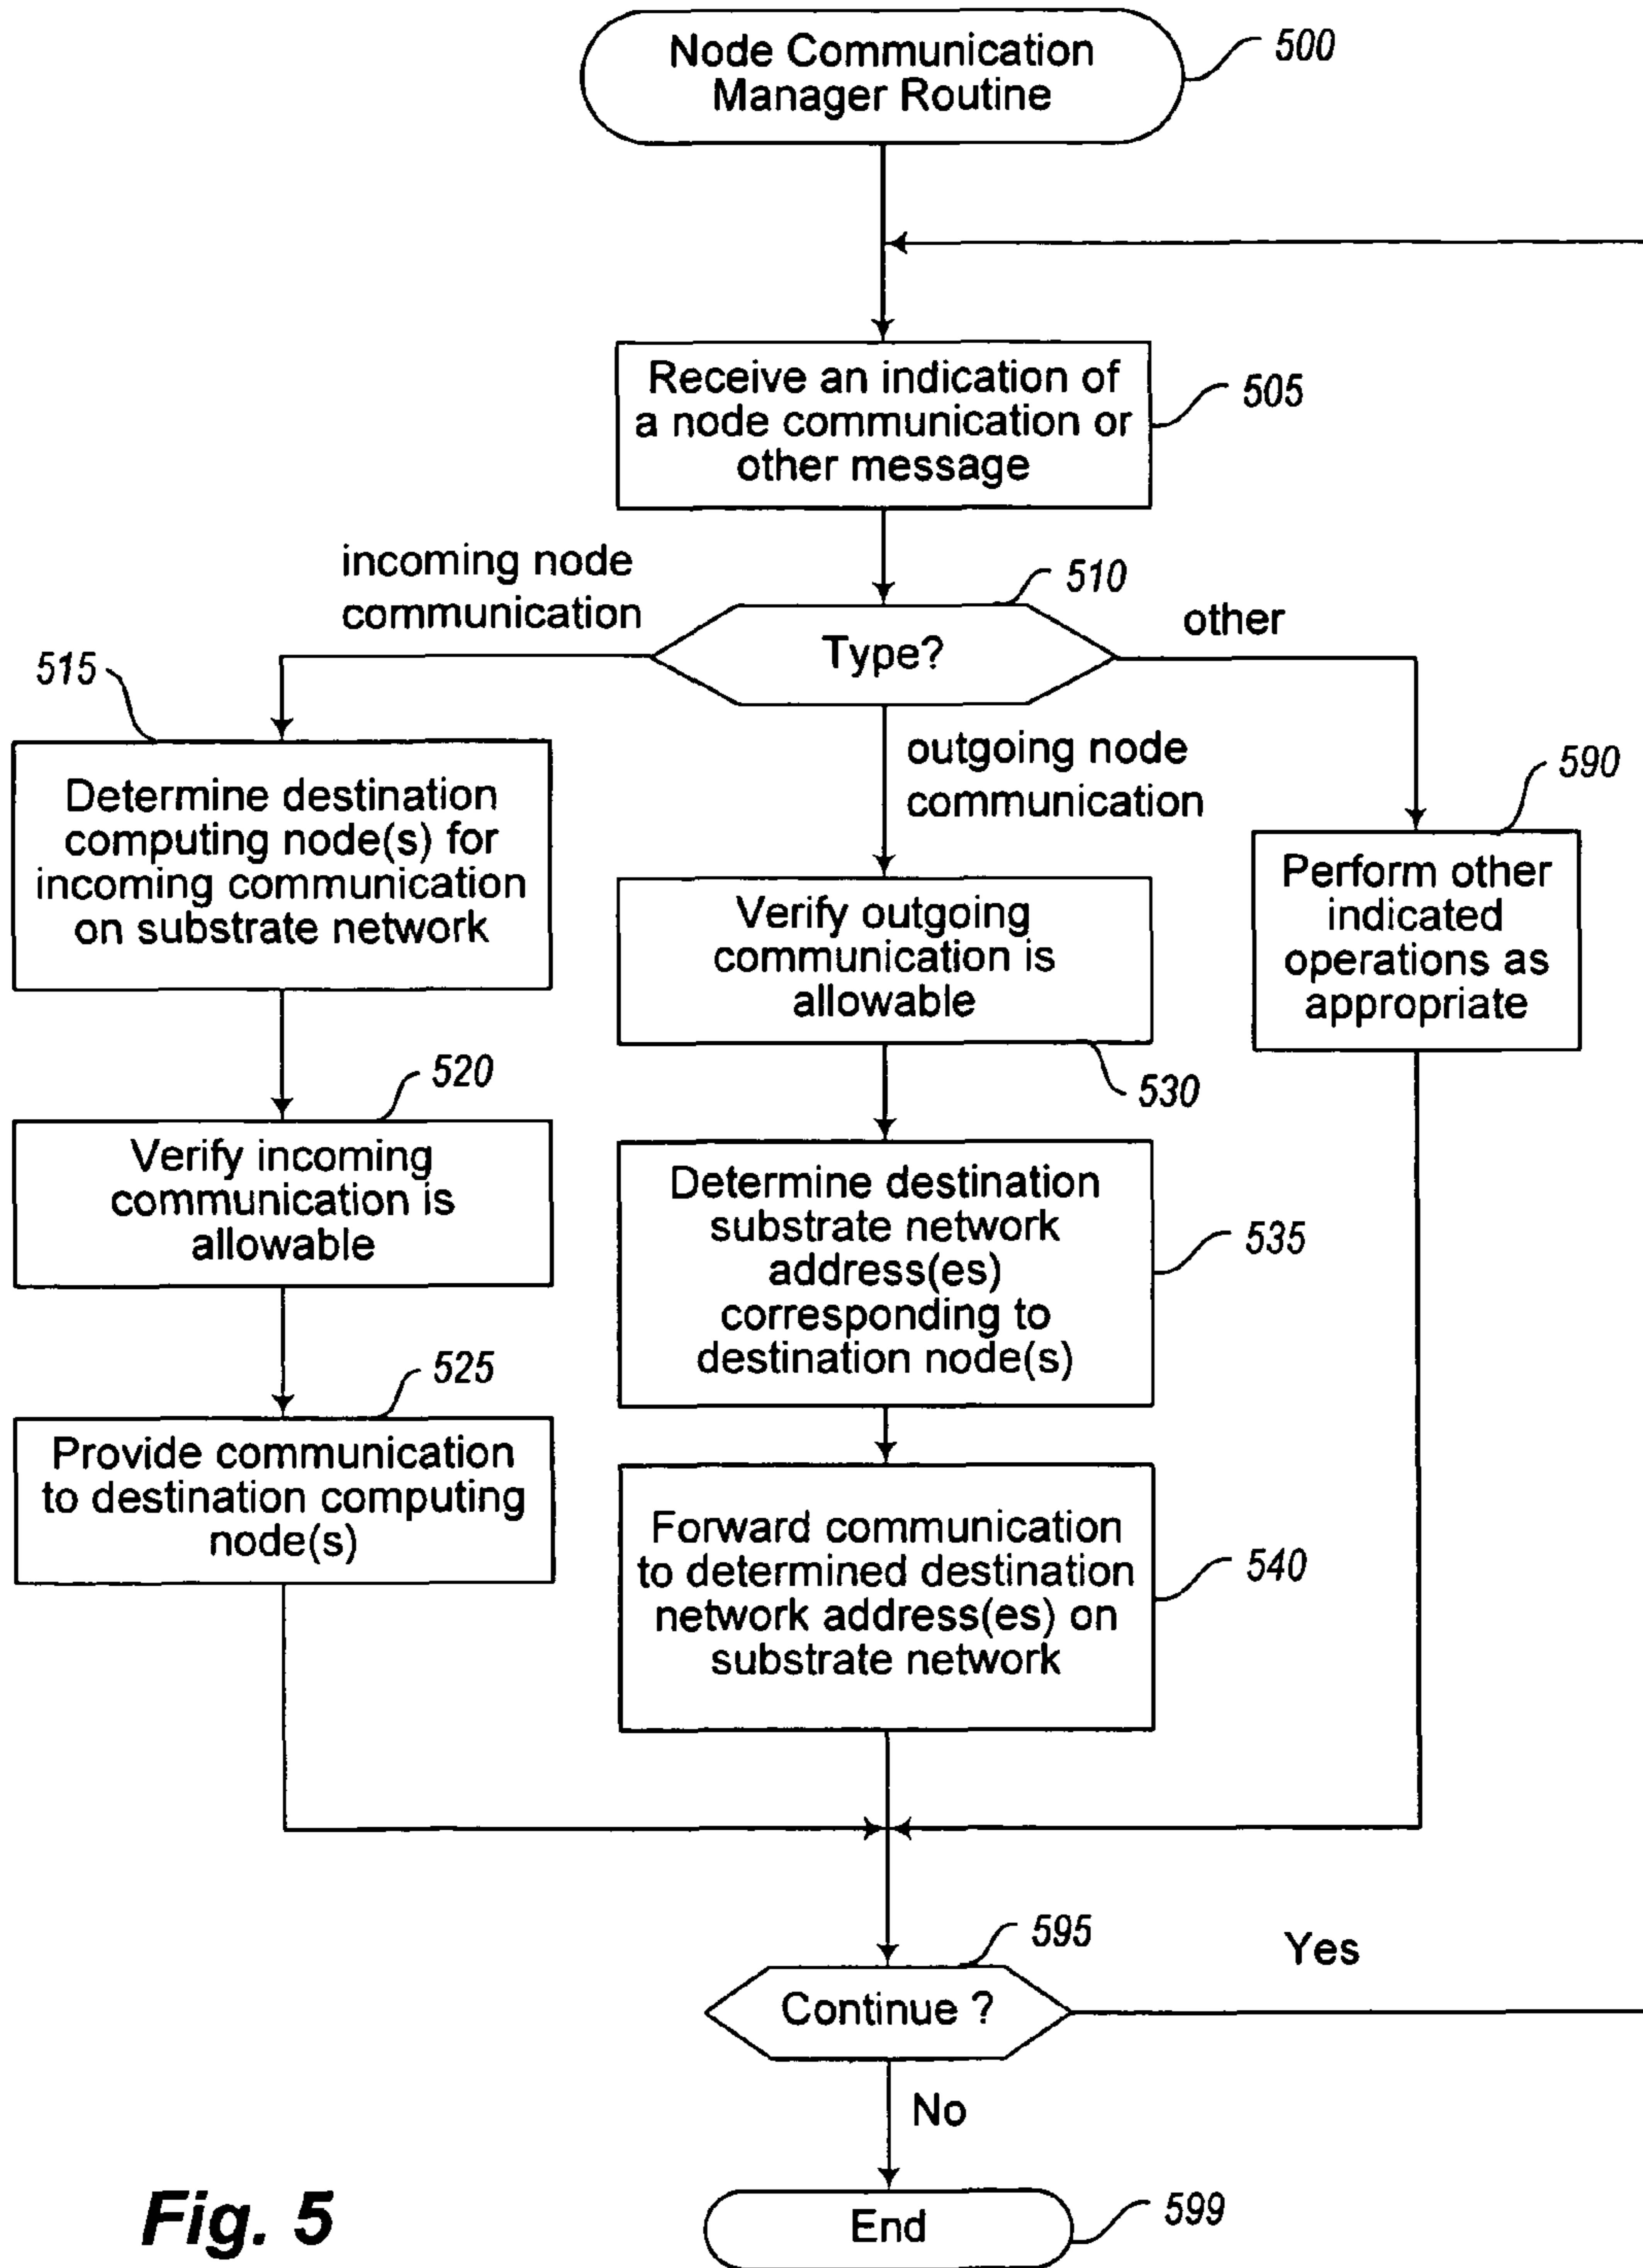 Node Communication
Manager Routine
500
Receive an indication of
a node communication or
other message
505
incoming node
communication
510
Type?
other
515
Determine destination
computing node(s) for
incoming communication
on substrate network
outgoing node
communication
590
Perform other
indicated
operations as
appropriate
Verify outgoing
communication is
allowable
530
520
Verify incoming
communication is
allowable
Determine destination
substrate network
address(es)
corresponding to
destination node(s)
535
525
Provide communication
to destination computing
node(s)
Forward communication
to determined destination
network address(es) on
substrate network
540
595
Continue ?
Yes
No
End
599
Fig. 5